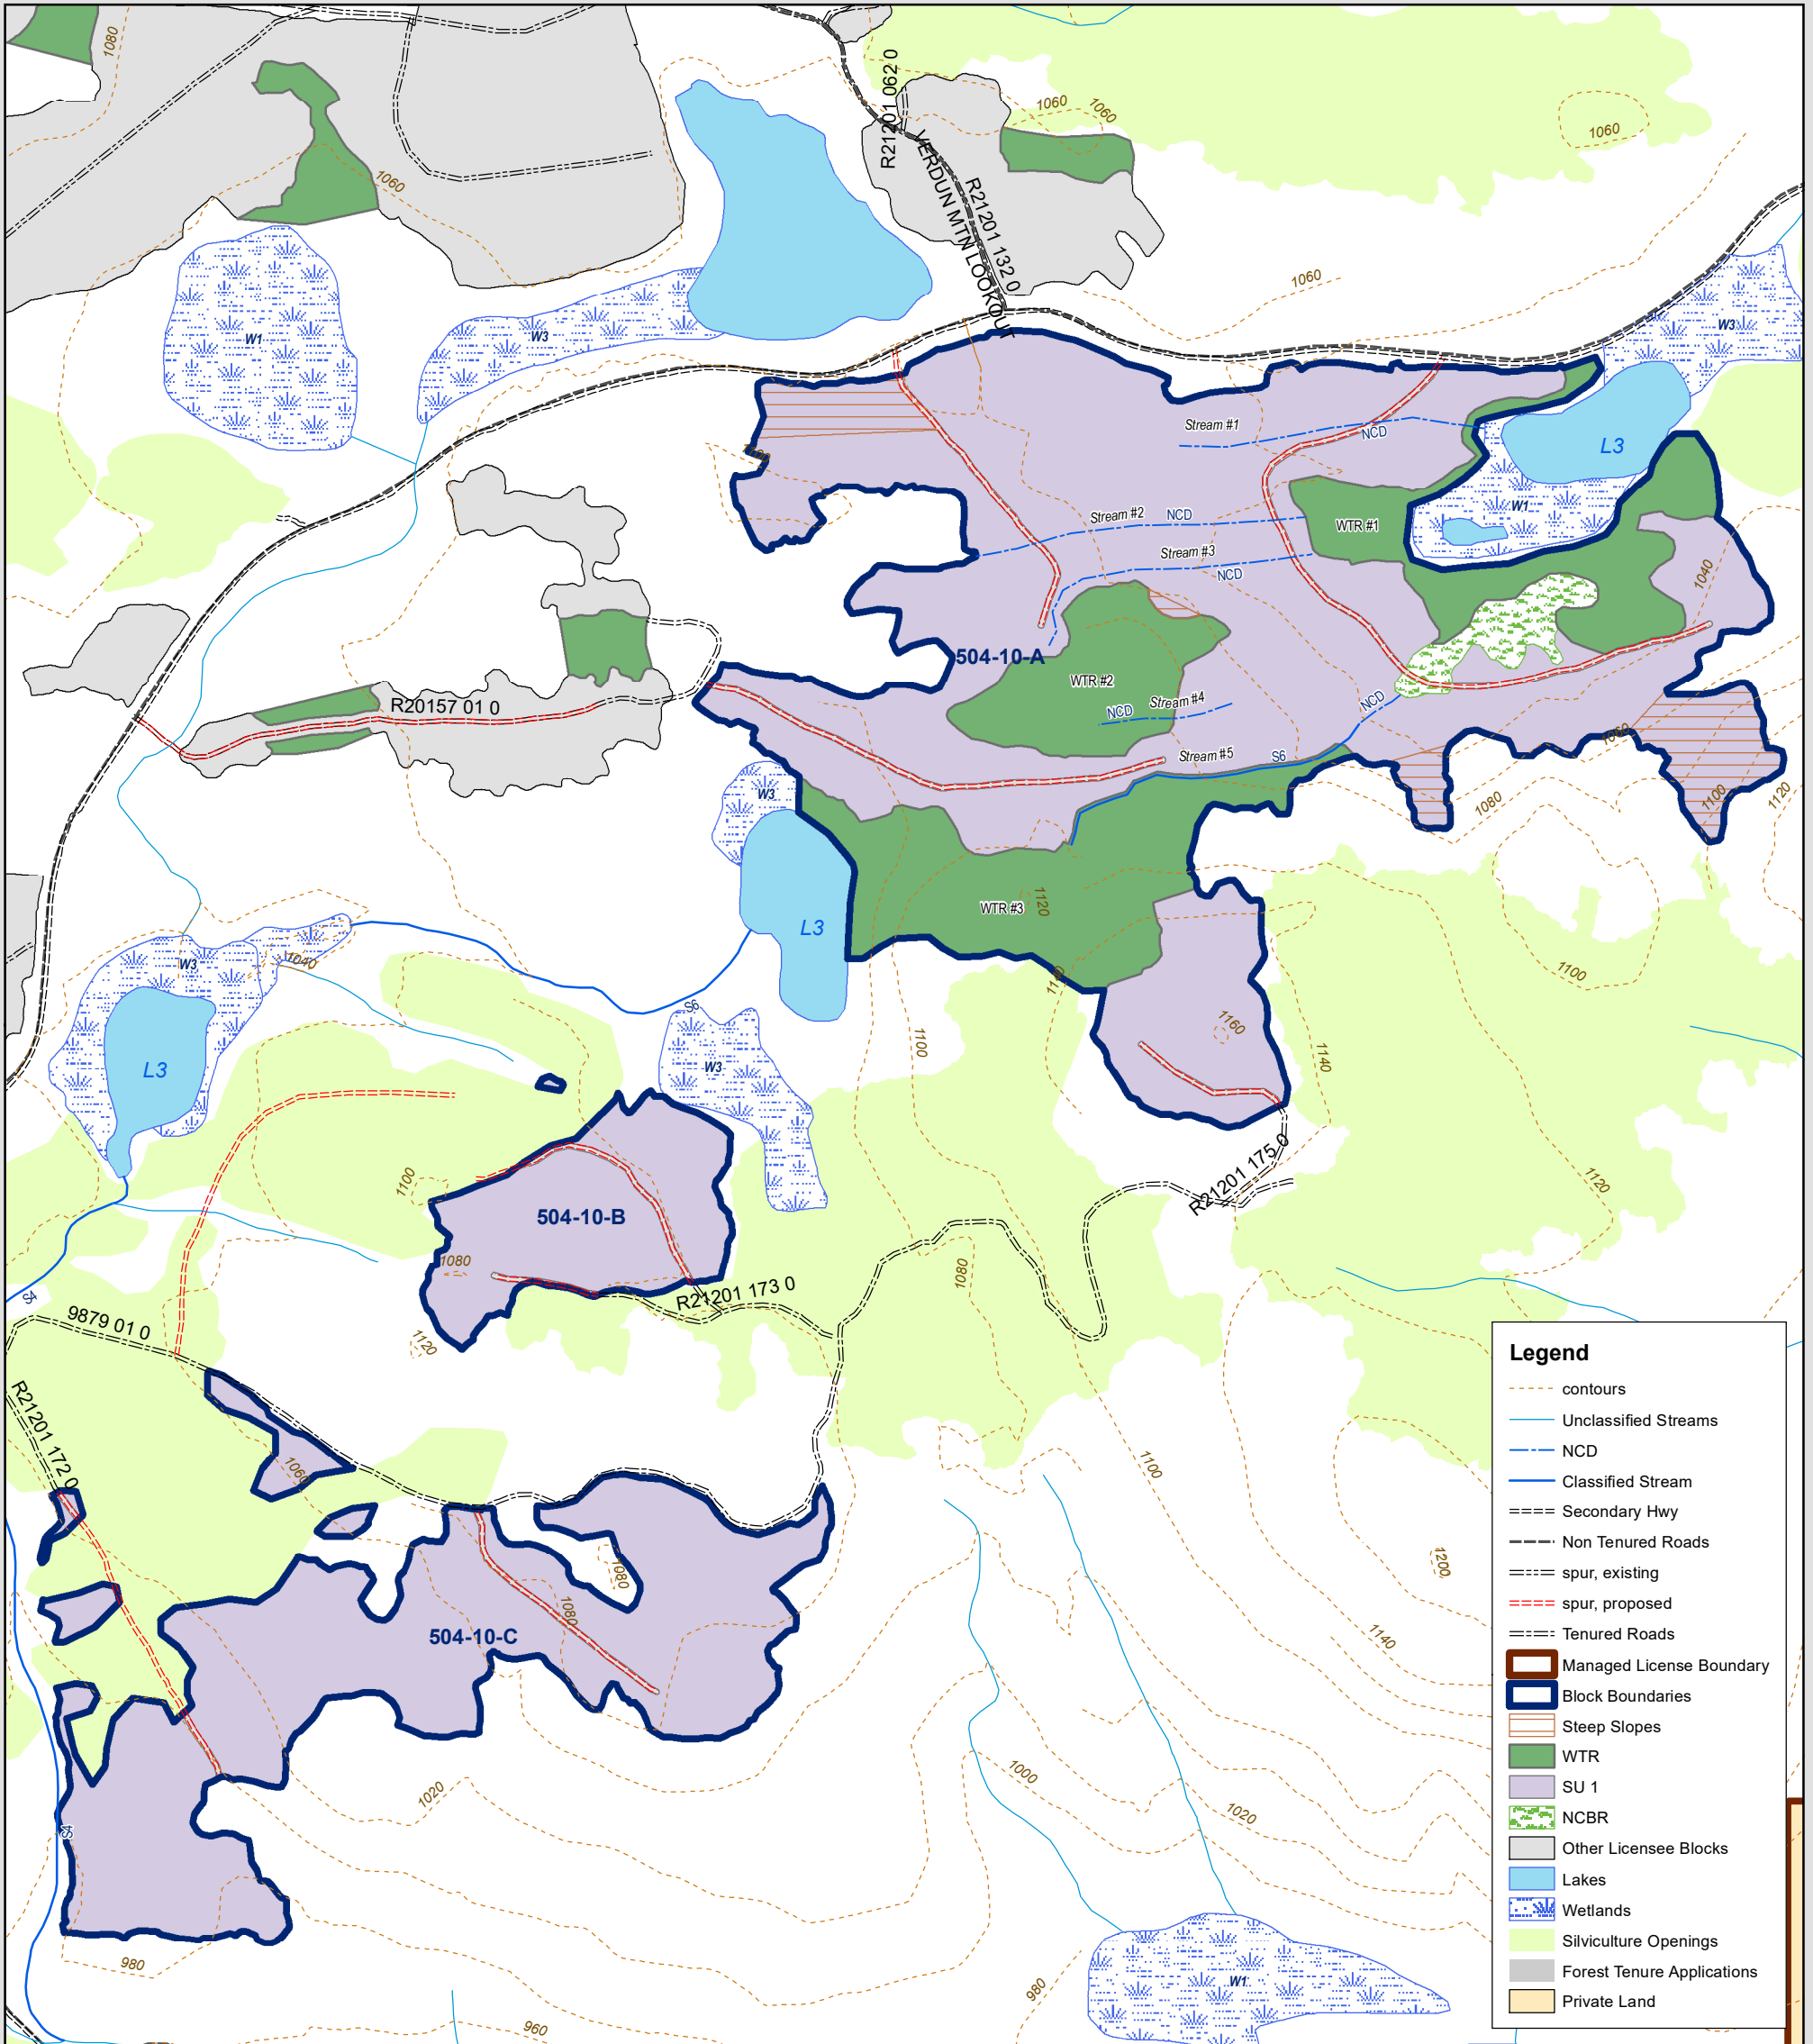 1080
R21201 062 0
1060
1060
1060
1060
VERDUN MTN LOOKOUT
R21201 132 0
1060
W1
W3
W3
1100
Stream #1
NCD
L3
W1
Stream #2
NCD
WTR #1
Stream #3
NCD
1040
504-10-A
WTR #2
R20157 01 0
NCD
Stream #4
NCD
Stream #5
S6
1060
W3
1080
1100
1120
WTR #3
1120
L3
W3
1040
1140
1100
S6
1160
1100
1140
L3
W3
R21201 175 0
1100
1120
504-10-B
1080
1080
R21201 173 0
S4
9879 01 0
1120
R21201 172 0
1060
1100
1080
1080
1200
504-10-C
1140
1000
1020
1020
S4
980
980
W1
960
Legend
contours
Unclassified Streams
NCD
Classified Stream
Secondary Hwy
Non Tenured Roads
spur, existing
spur, proposed
Tenured Roads
Managed License Boundary
Block Boundaries
Steep Slopes
WTR
SU 1
NCBR
Other Licensee Blocks
Lakes
Wetlands
Silviculture Openings
Forest Tenure Applications
Private Land